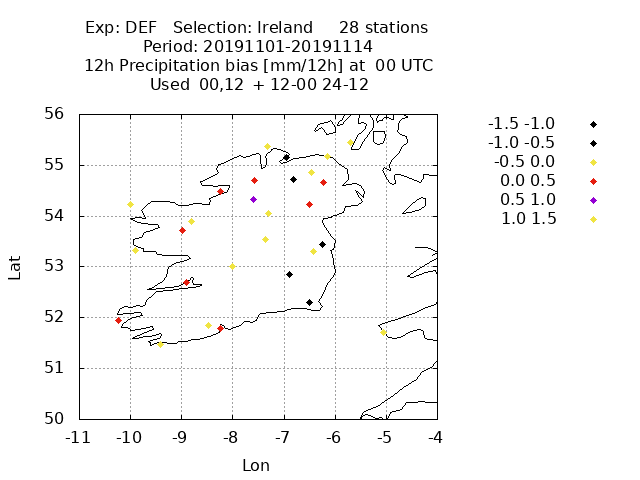 Exp: DEF   Selection: Ireland     28 stations
Period: 20191101-20191114
12h Precipitation bias [mm/12h] at  00 UTC
Used  00,12  + 12-00 24-12
-1.5 -1.0
-1.0 -0.5
-0.5 0.0
0.0 0.5
0.5 1.0
1.0 1.5
Lat
56
55
54
53
52
51
50
-11 -10 -9 -8 -7 -6 -5 -4
Lon